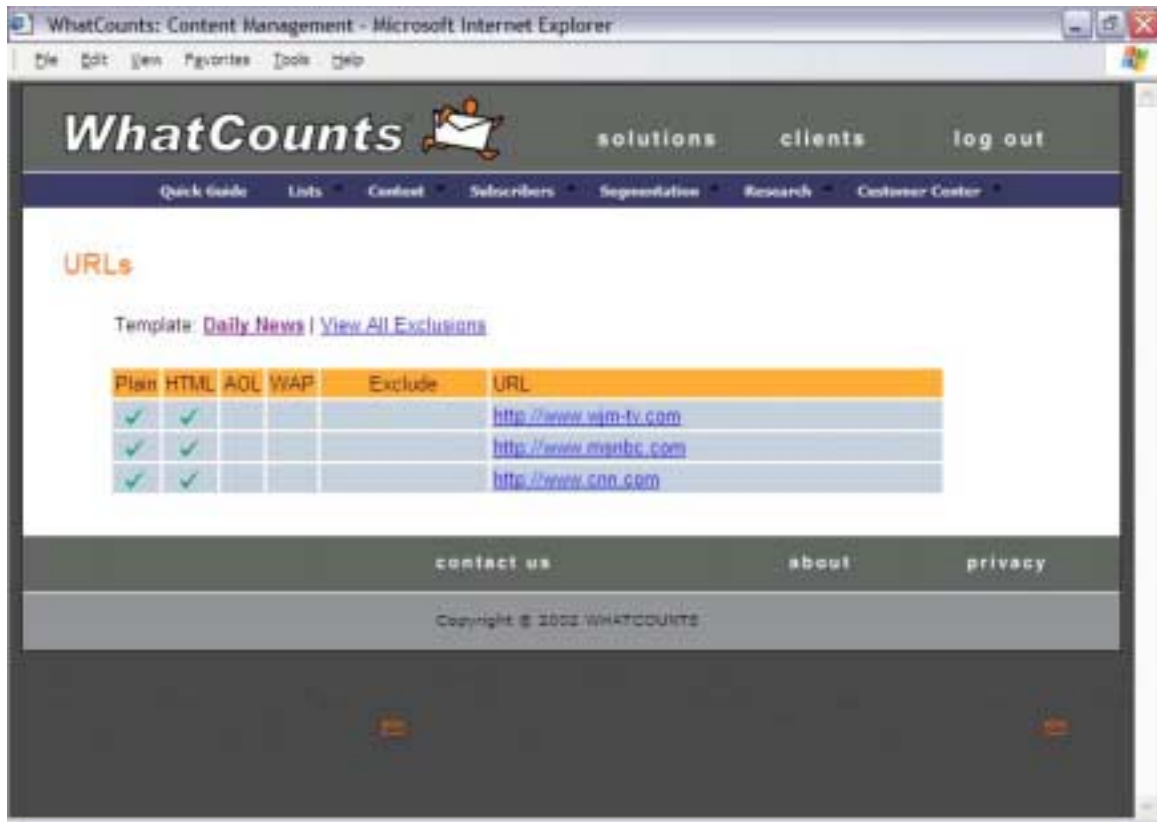 WhatCounts: Content Management - Microsoft Internet Explorer
File Edit View Favorites Tools Help
WhatCounts solutions clients log out
Quick Guide Lists Content Subscribers Segmentation Research Customer Center
URLs
Template: Daily News | View All Exclusions
Plain HTML AOL WAP Exclude URL
http://www.wjm-tv.com
http://www.msnbc.com
http://www.cnn.com
contact us about privacy
Copyright © 2002 WHATCOUNTS